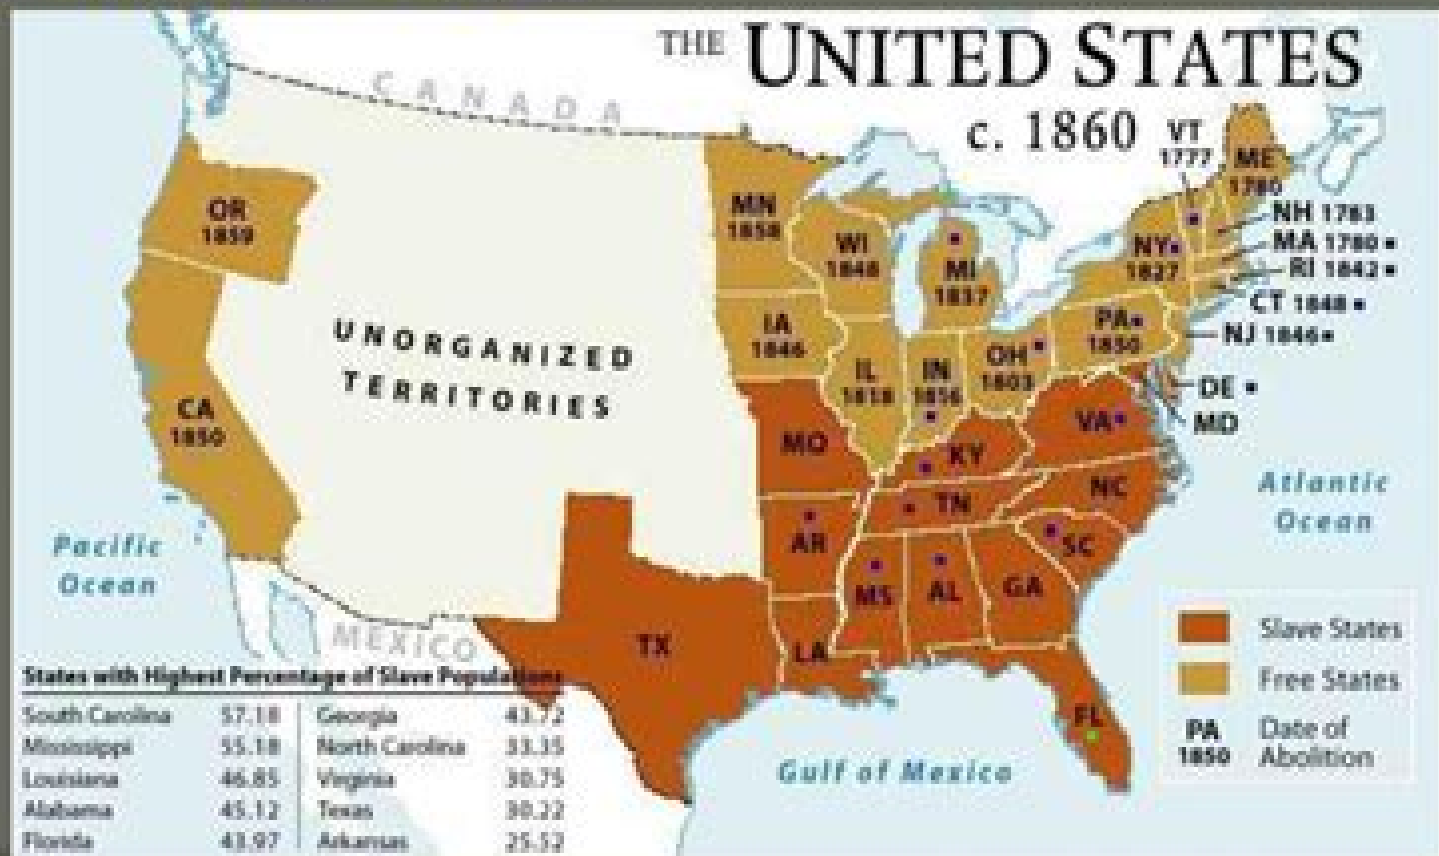 THE UNITED STATES
c. 1860
CANADA
VT
1777
ME
1780
NH 1783
MA 1780
RI 1842
CT 1848
NJ 1846
DE
MD
OR
1859
MN
1858
WI
1848
MI
1837
NY
1827
PA
1850
IA
1846
IL
1818
IN
1816
OH
1803
UNORGANIZED
TERRITORIES
CA
1850
MO
KY
VA
NC
TN
AR
SC
MS
AL
GA
LA
TX
FL
Pacific
Ocean
Atlantic
Ocean
MEXICO
Gulf of Mexico
Slave States
Free States
PA
1850
Date of
Abolition
States with Highest Percentage of Slave Populations
South Carolina 57.18
Mississippi 55.18
Louisiana 46.85
Alabama 45.12
Florida 43.97
Georgia 43.72
North Carolina 33.35
Virginia 30.75
Texas 30.22
Arkansas 25.52